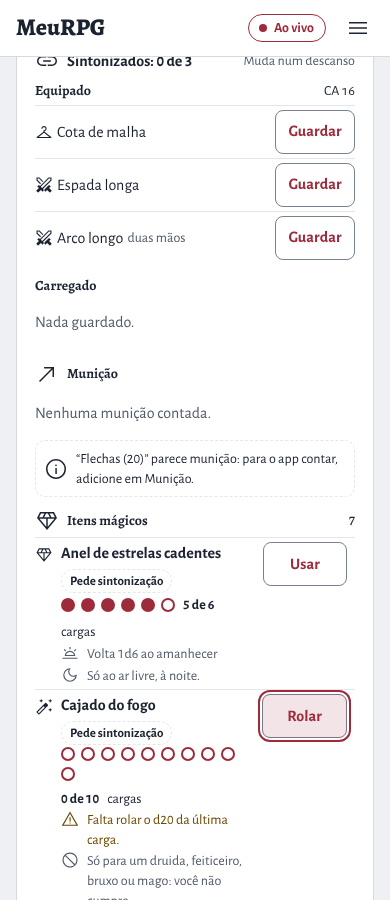 MeuRPG
Ao vivo
Sintonizados: 0 de 3
Muda num descanso
Equipado
CA 16
Cota de malha
Guardar
Espada longa
Guardar
Arco longo duas mãos
Guardar
Carregado
Nada guardado.
Munição
Nenhuma munição contada.
“Flechas (20)” parece munição: para o app contar,
adicione em Munição.
Itens mágicos
7
Anel de estrelas cadentes
Usar
Pede sintonização
5 de 6
cargas
Volta 1d6 ao amanhecer
Só ao ar livre, à noite.
Cajado do fogo
Rolar
Pede sintonização
0 de 10 cargas
Falta rolar o d20 da última
carga.
Só para um druida, feiticeiro,
bruxo ou mago: você não